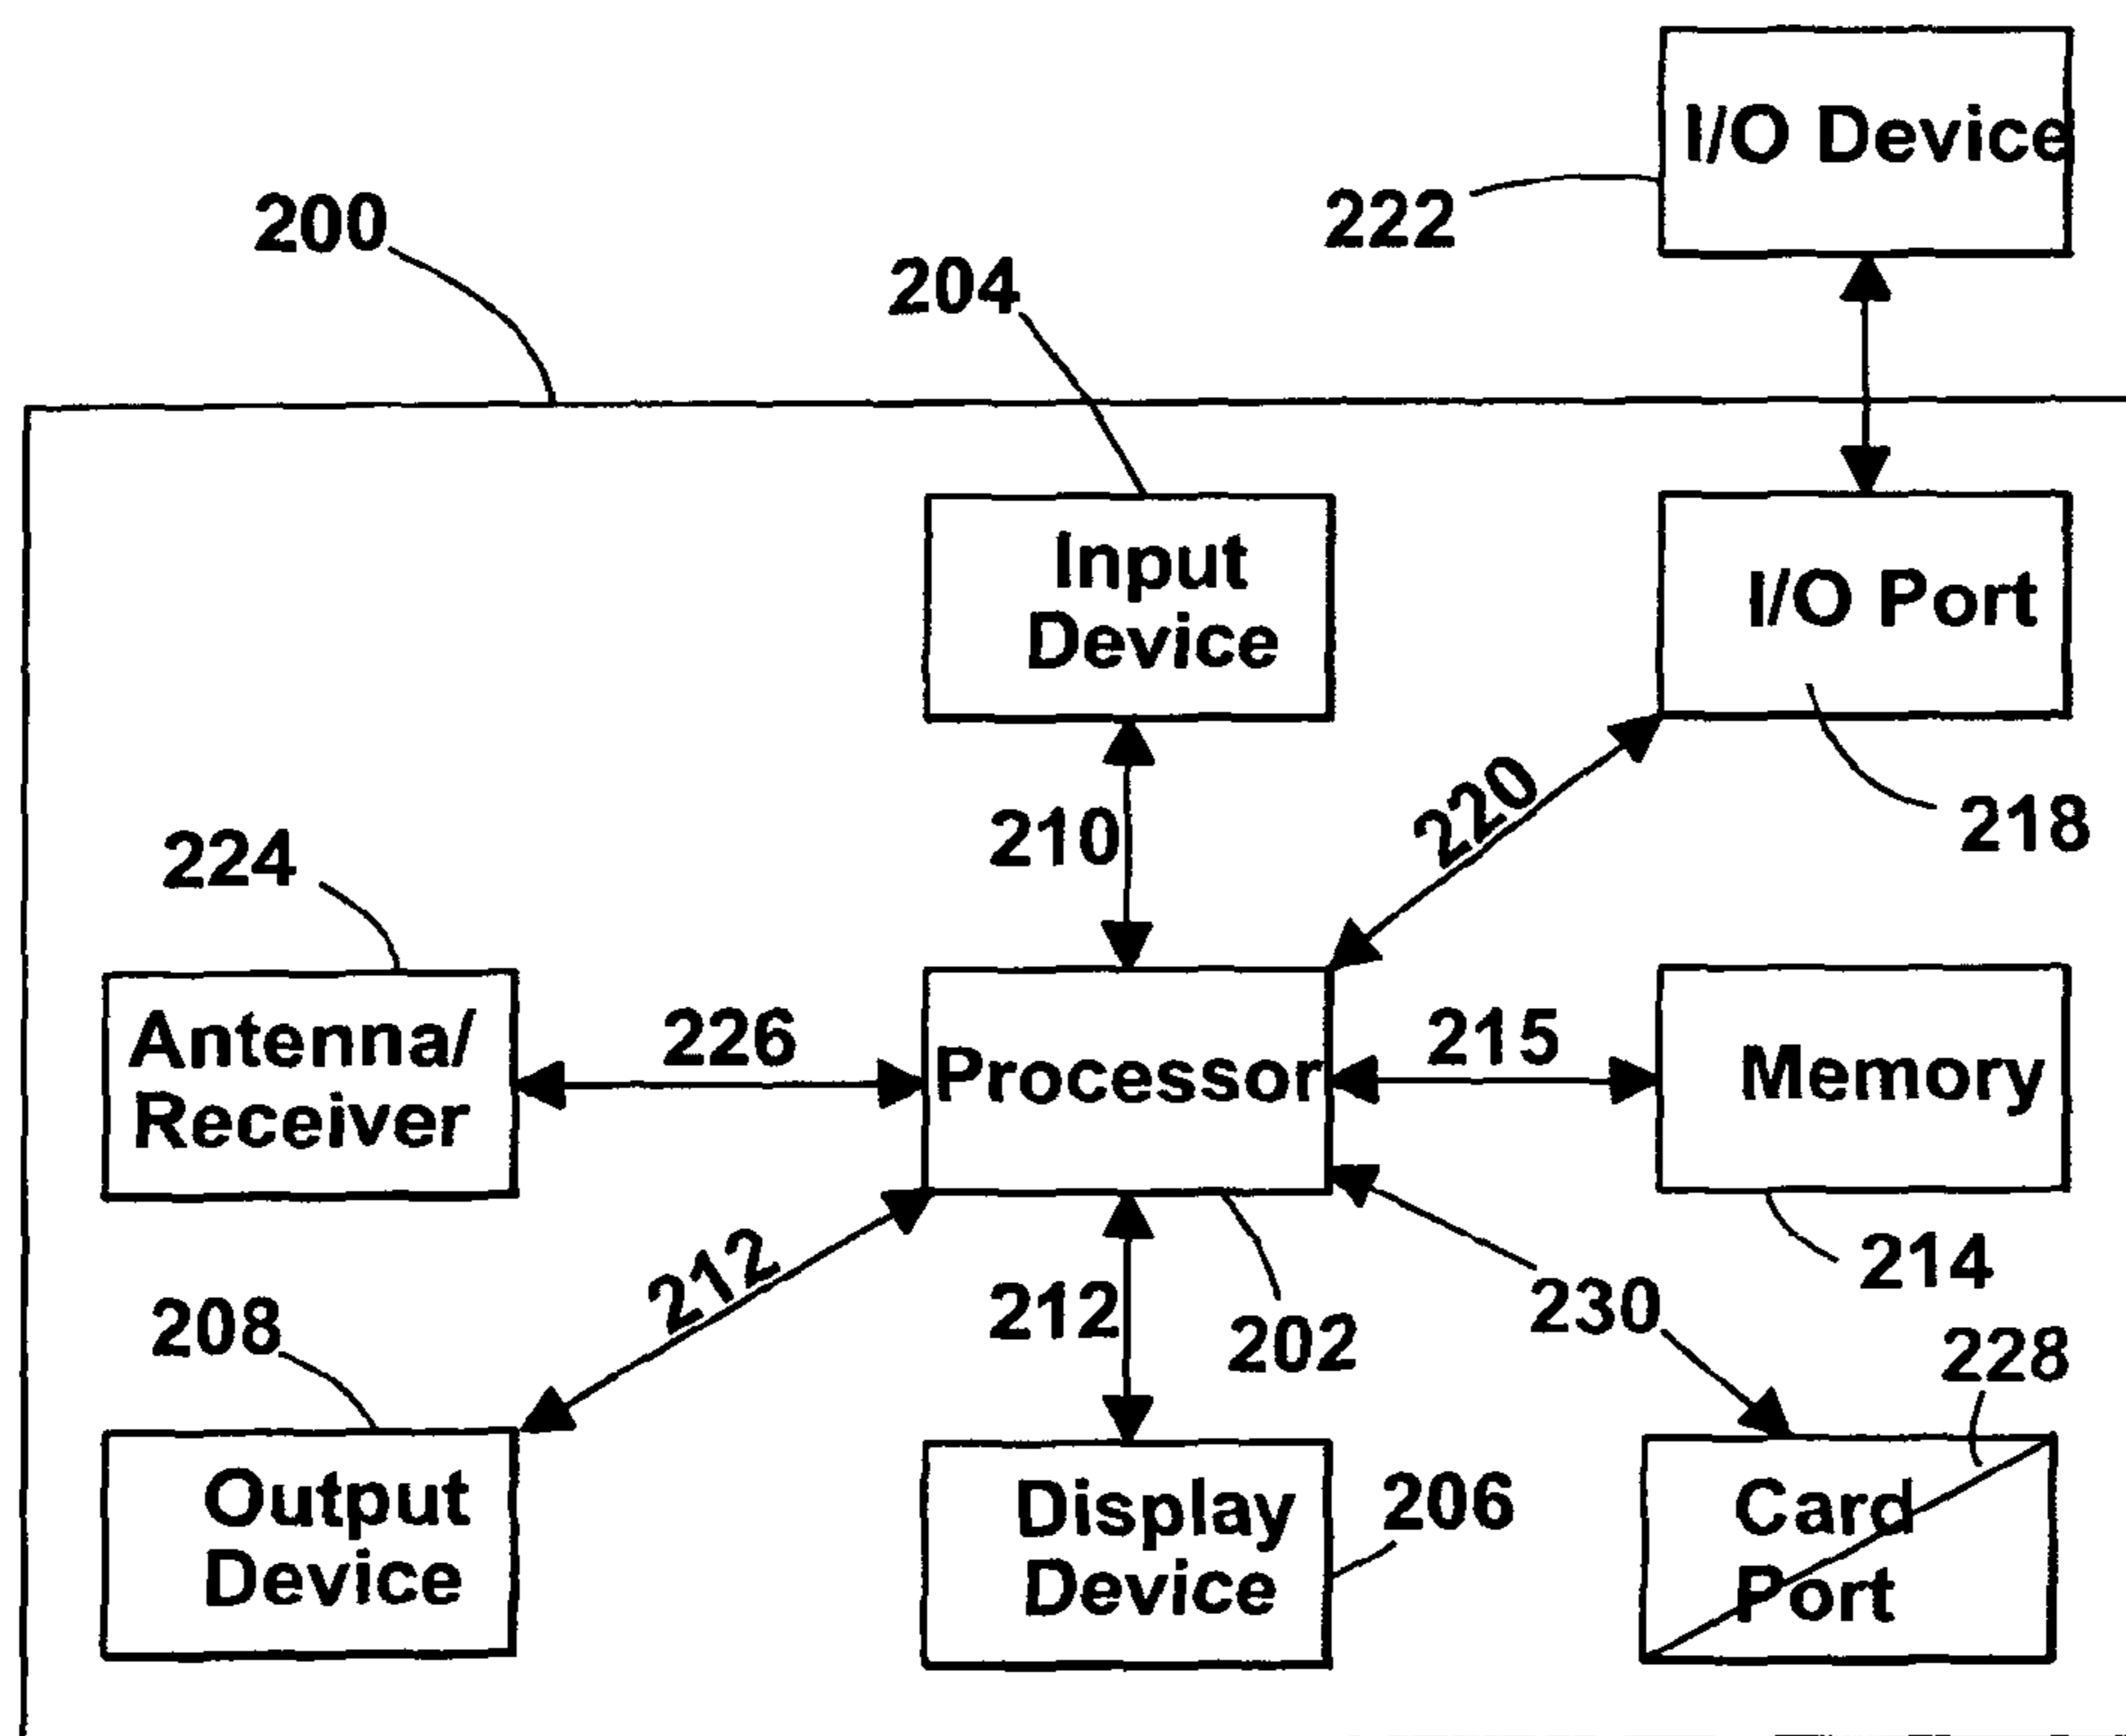 I/O Device
222
200
204
Input
Device
I/O Port
210
220
218
224
Antenna/
Receiver
226
Processor
215
Memory
212
212
202
230
214
228
208
Output
Device
Display
Device
206
Card
Port